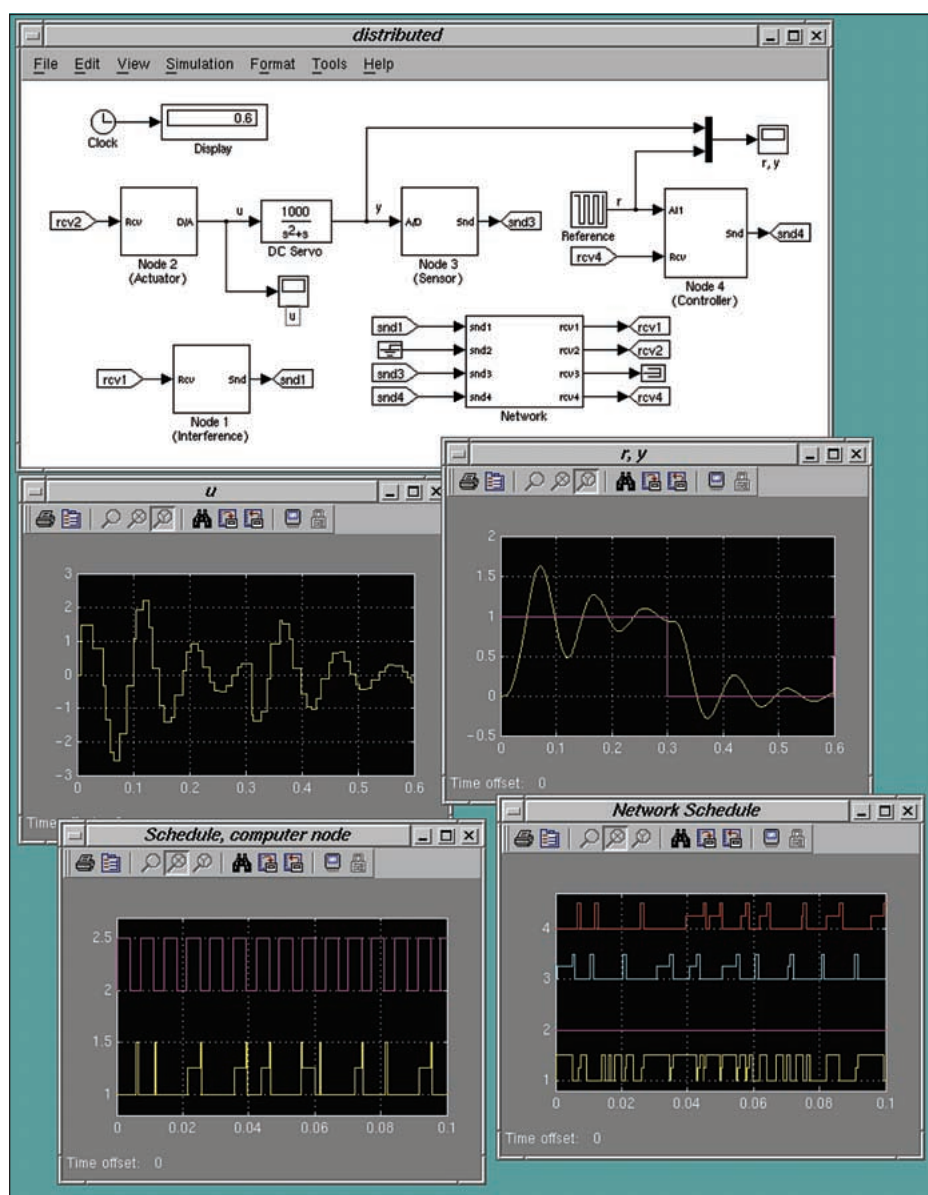 distributed
File Edit View Simulation Format Tools Help
Clock
0.6
Display
r, y
rcv2
Rcv D/A
Node 2
(Actuator)
u
1000
s²+s
DC Servo
y
A/D Snd
snd3
Node 3
(Sensor)
Reference
r
rcv4
AI1
Snd
Rcv
snd4
Node 4
(Controller)
u
rcv1
Rcv Snd
snd1
Node 1
(Interference)
snd1 snd1 rcv1 rcv1
snd2 rcv2 rcv2
snd3 snd3 rcv3
snd4 snd4 rcv4 rcv4
Network
u
3
2
1
0
-1
-2
-3
0 0.1 0.2 0.3 0.4 0.5 0.6
r, y
2
1.5
1
0.5
0
-0.5
0 0.1 0.2 0.3 0.4 0.5 0.6
Time offset: 0
Schedule, computer node
2.5
2
1.5
1
0 0.02 0.04 0.06 0.08 0.1
Time offset: 0
Network Schedule
4
3
2
1
0 0.02 0.04 0.06 0.08 0.1
Time offset: 0